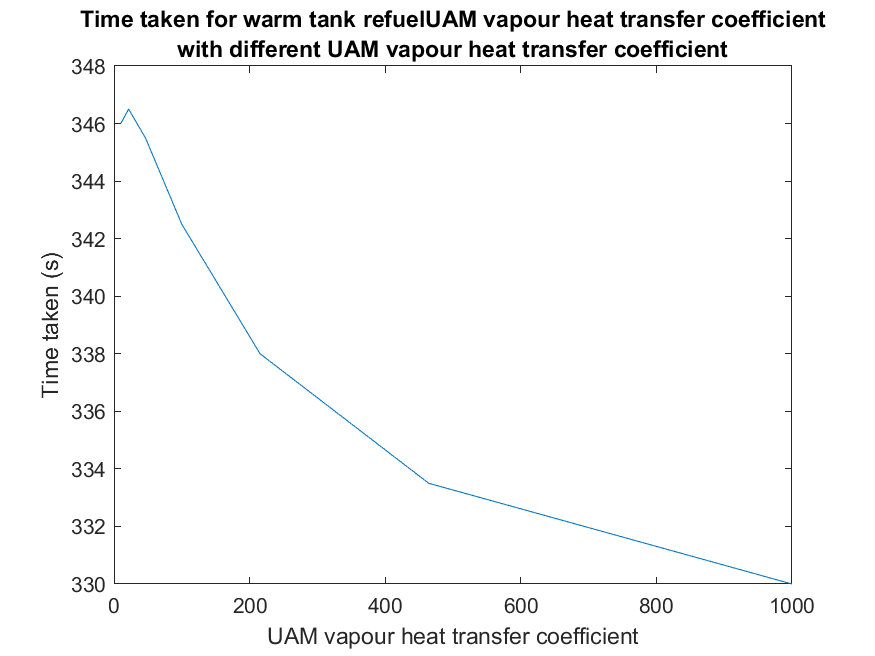 Time taken for warm tank refuelUAM vapour heat transfer coefficient
with different UAM vapour heat transfer coefficient
348
346
344
342
340
338
336
334
332
330
Time taken (s)
0 200 400 600 800 1000
UAM vapour heat transfer coefficient